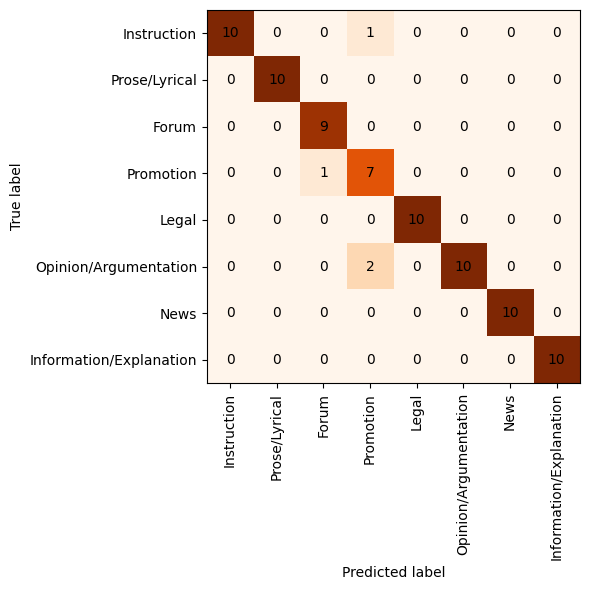 True label
Instruction 10 0 0 1 0 0 0 0
Prose/Lyrical 0 10 0 0 0 0 0 0
Forum 0 0 9 0 0 0 0 0
Promotion 0 0 1 7 0 0 0 0
Legal 0 0 0 0 10 0 0 0
Opinion/Argumentation 0 0 0 2 0 10 0 0
News 0 0 0 0 0 0 10 0
Information/Explanation 0 0 0 0 0 0 0 10
Instruction
Prose/Lyrical
Forum
Promotion
Legal
Opinion/Argumentation
News
Information/Explanation
Predicted label